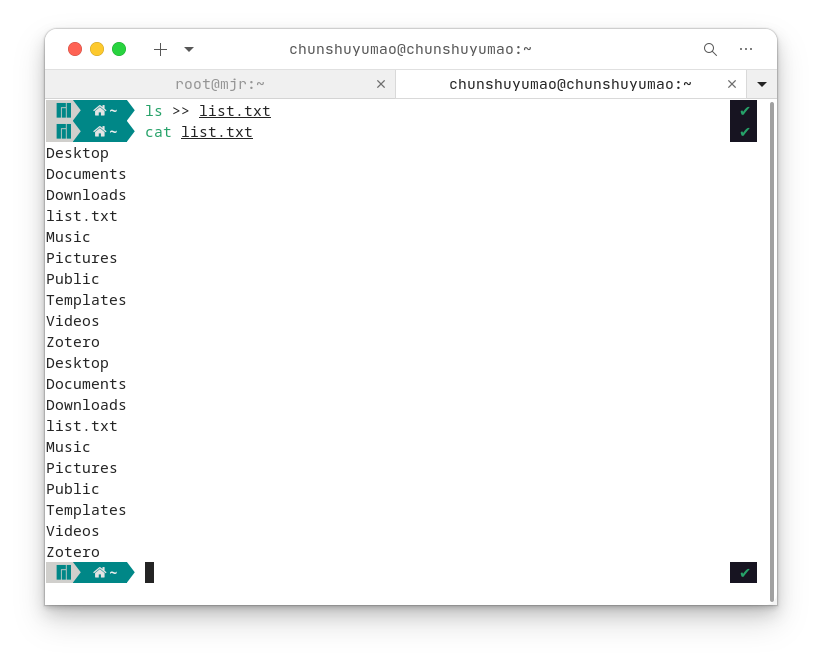 chunshuyumao@chunshuyumao:~
root@mjr:~
chunshuyumao@chunshuyumao:~
~ ls >> list.txt
~ cat list.txt
Desktop
Documents
Downloads
list.txt
Music
Pictures
Public
Templates
Videos
Zotero
Desktop
Documents
Downloads
list.txt
Music
Pictures
Public
Templates
Videos
Zotero
~